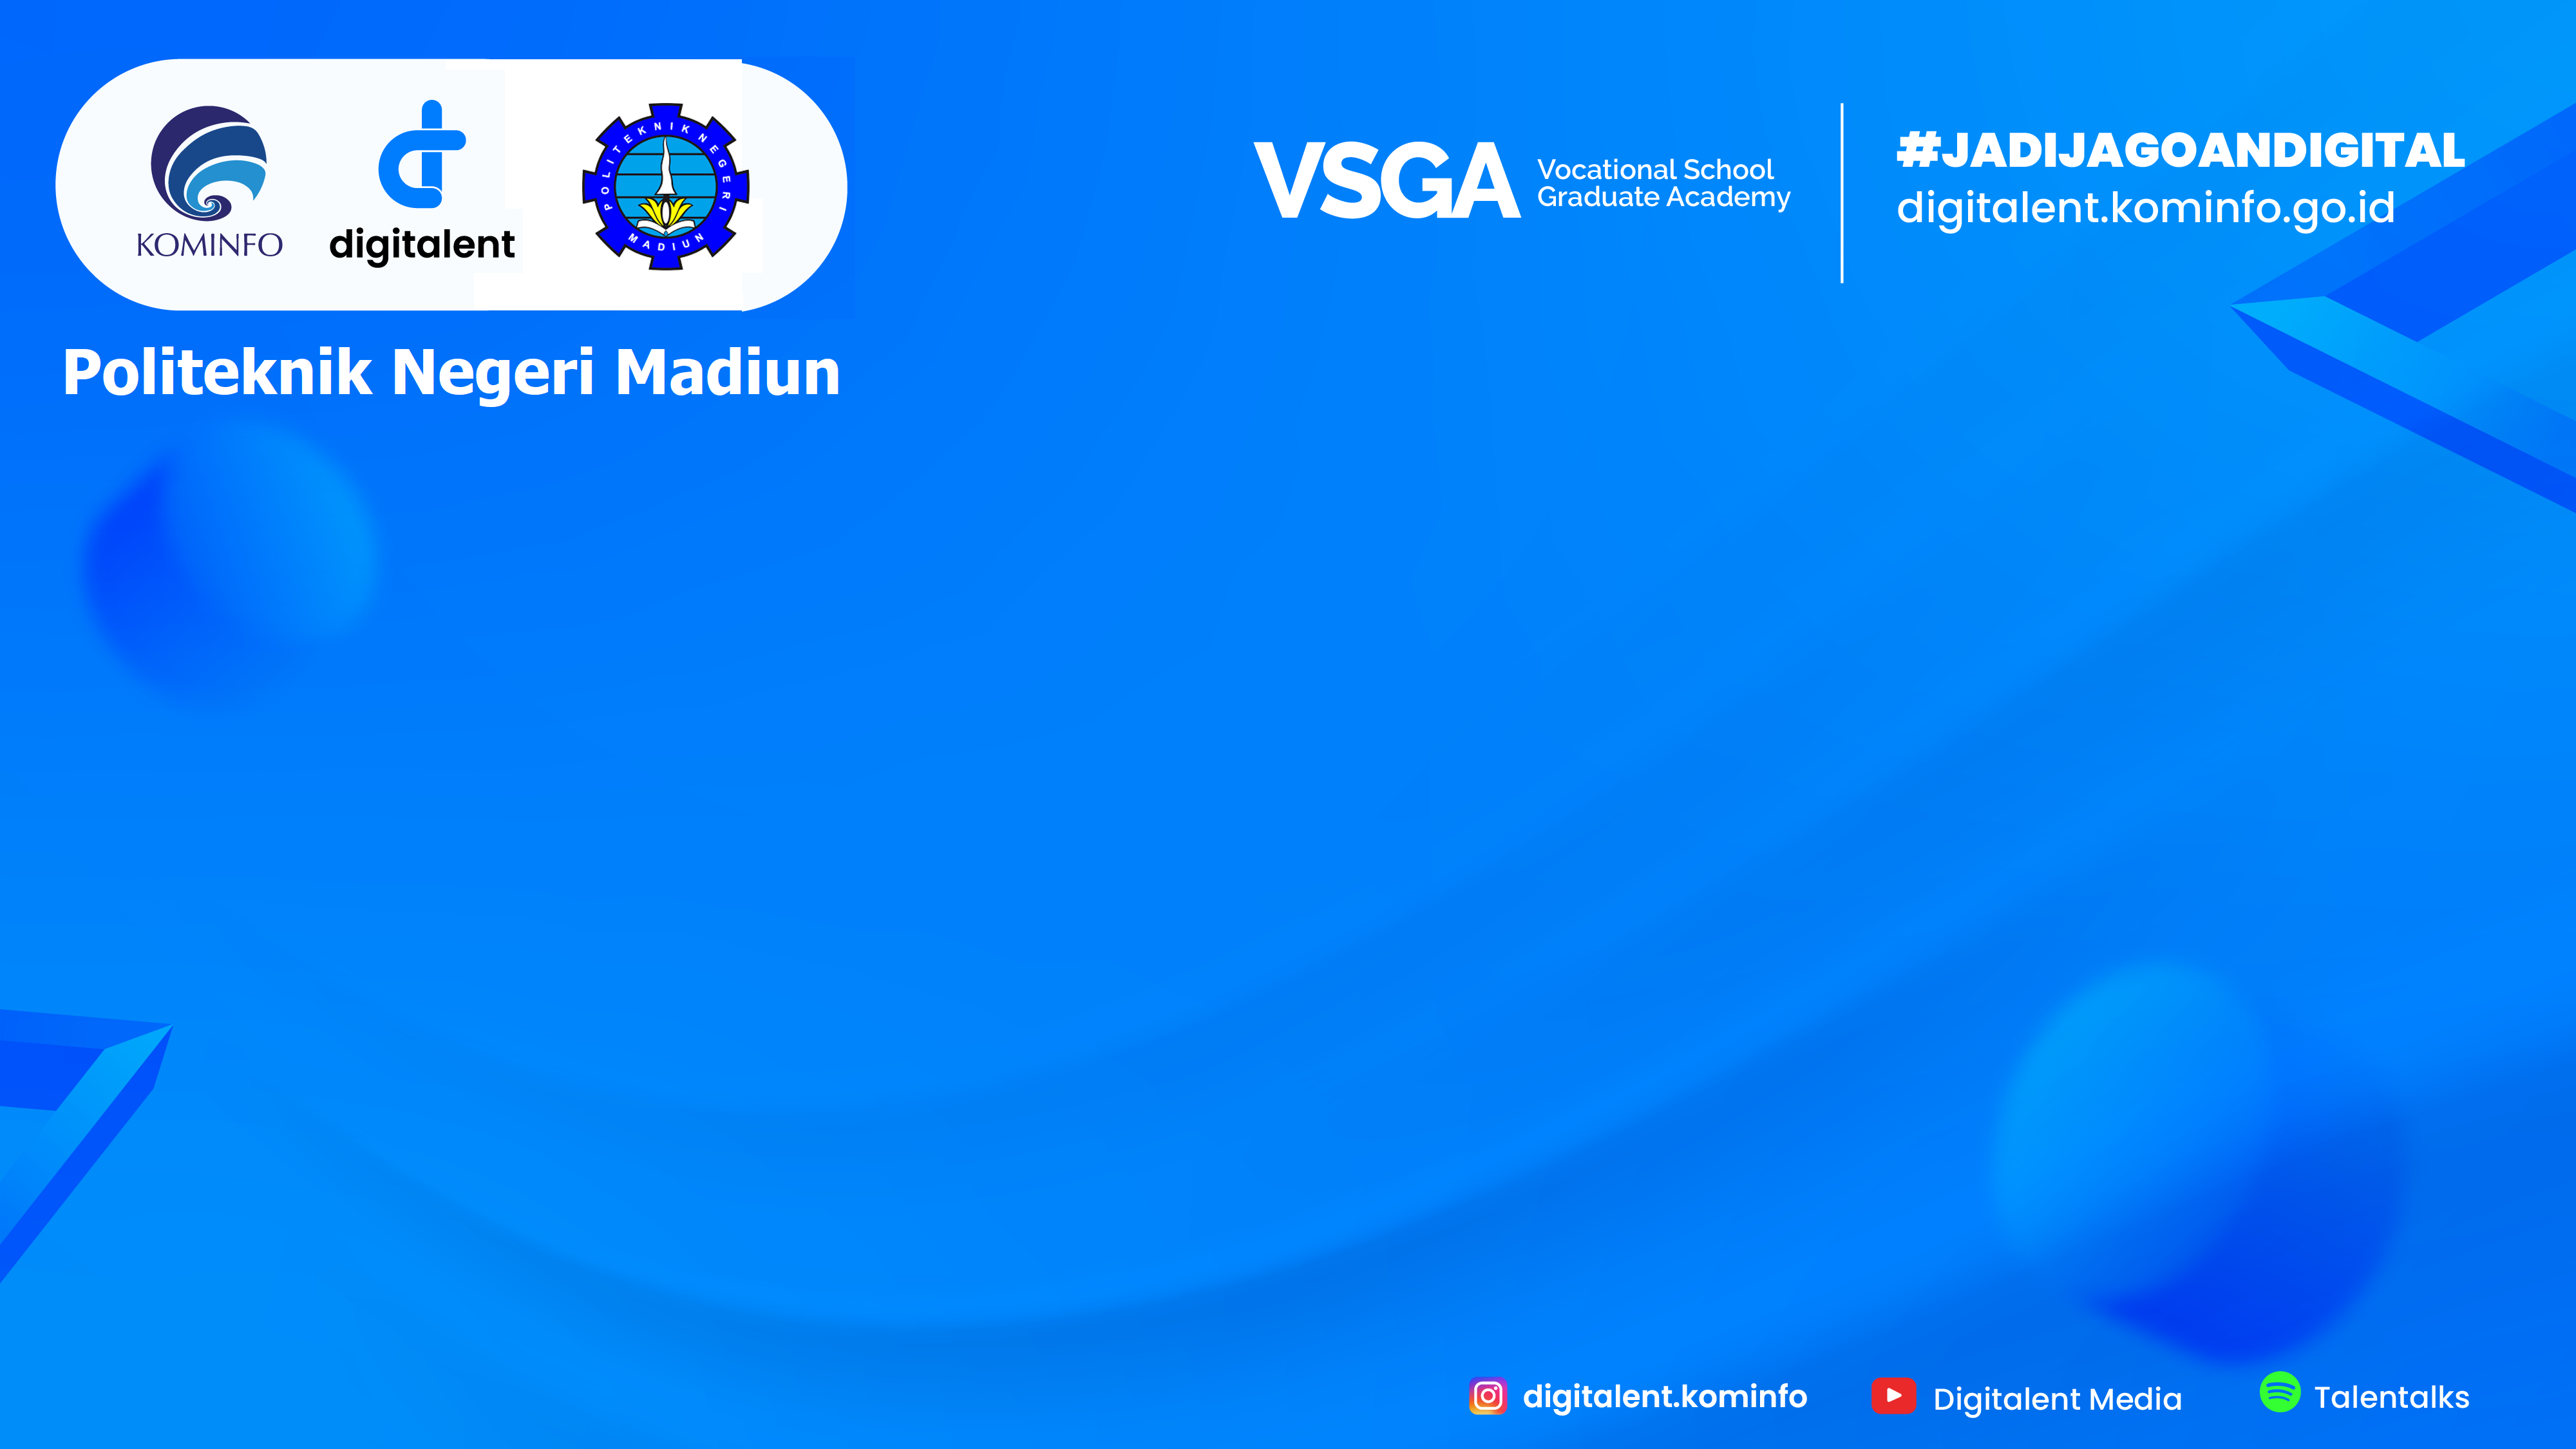 KOMINFO
digitalent
POLITEKNIK NEGERI
MADIUN
Politeknik Negeri Madiun
VSGA
Vocational School
Graduate Academy
#JADIJAGOANDIGITAL
digitalent.kominfo.go.id
digitalent.kominfo
Digitalent Media
Talentalks